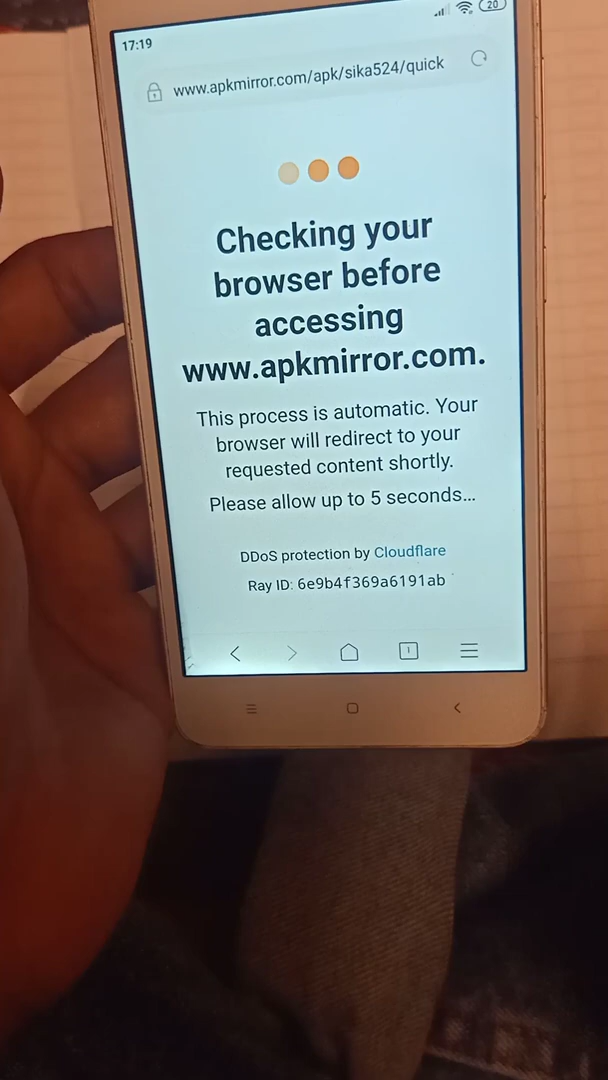 17:19
20
www.apkmirror.com/apk/sika524/quick
Checking your
browser before
accessing
www.apkmirror.com.
This process is automatic. Your
browser will redirect to your
requested content shortly.
Please allow up to 5 seconds...
DDoS protection by Cloudflare
Ray ID: 6e9b4f369a6191ab